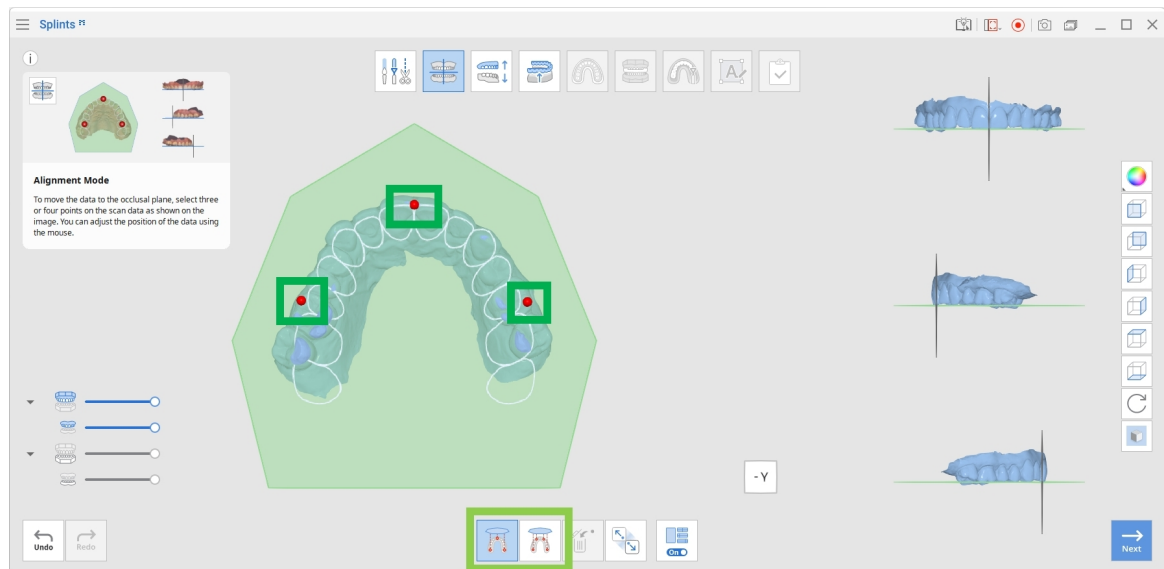 Splints
i
A
Alignment Mode
To move the data to the occlusal plane, select three
or four points on the scan data as shown on the
image. You can adjust the position of the data using
the mouse.
- Y
Undo
Redo
On
Next